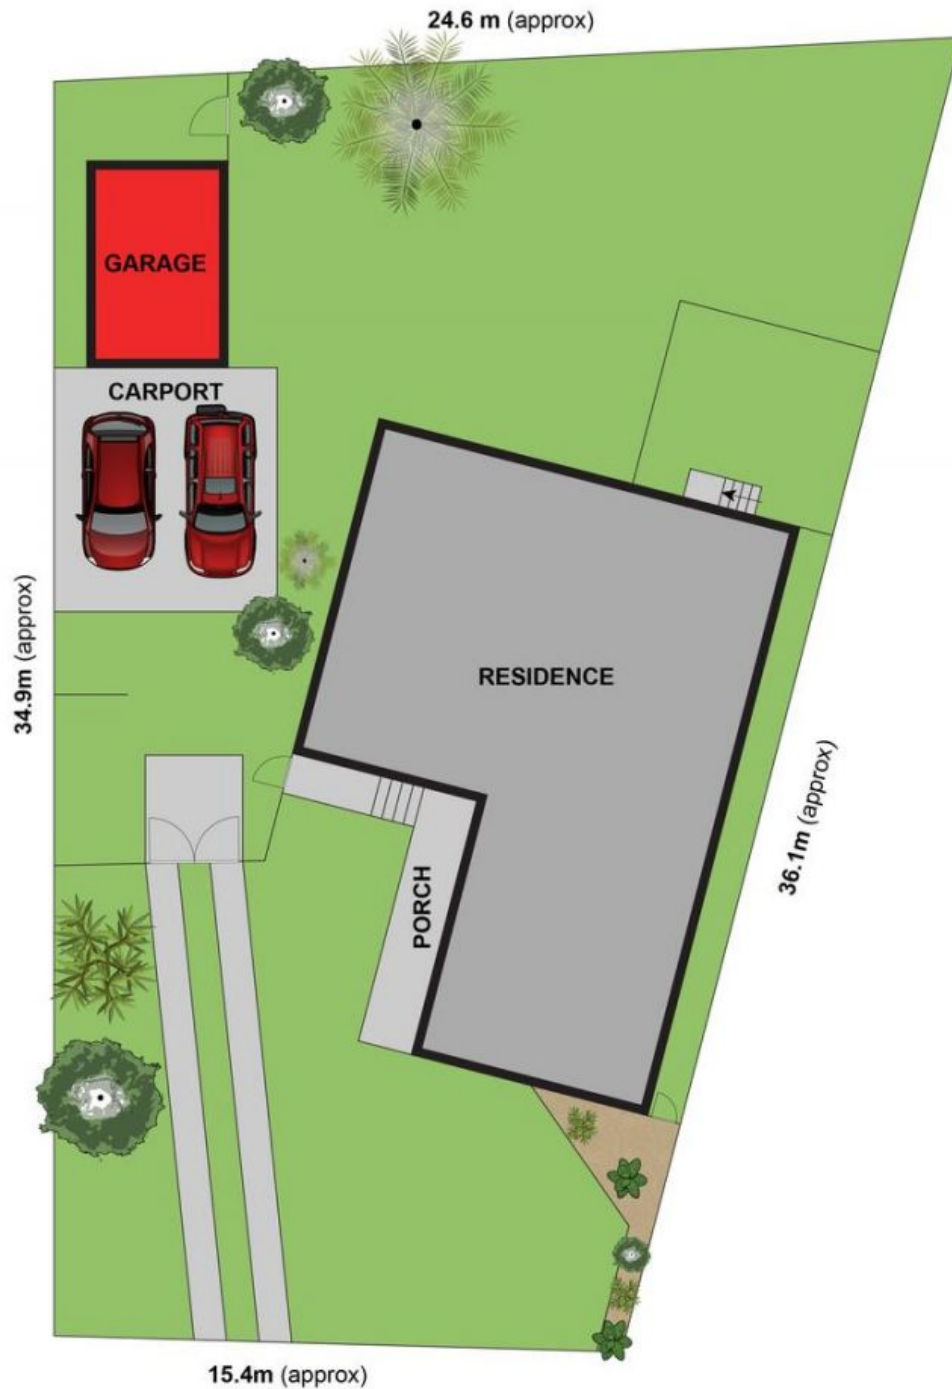 24.6 m (approx)
GARAGE
CARPORT
34.9m (approx)
RESIDENCE
36.1m (approx)
PORCH
15.4m (approx)